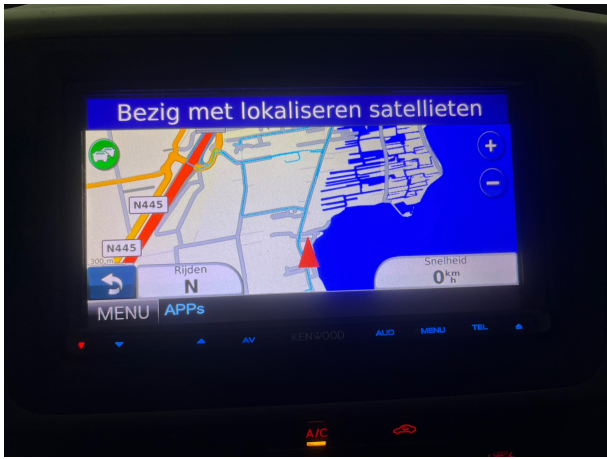 Bezig met lokaliseren satellieten
N445
N445
300 m
Rijden
N
Snelheid
0 km/h
MENU
APPs
AV
KENWOOD
AUD
MENU
TEL
A/C